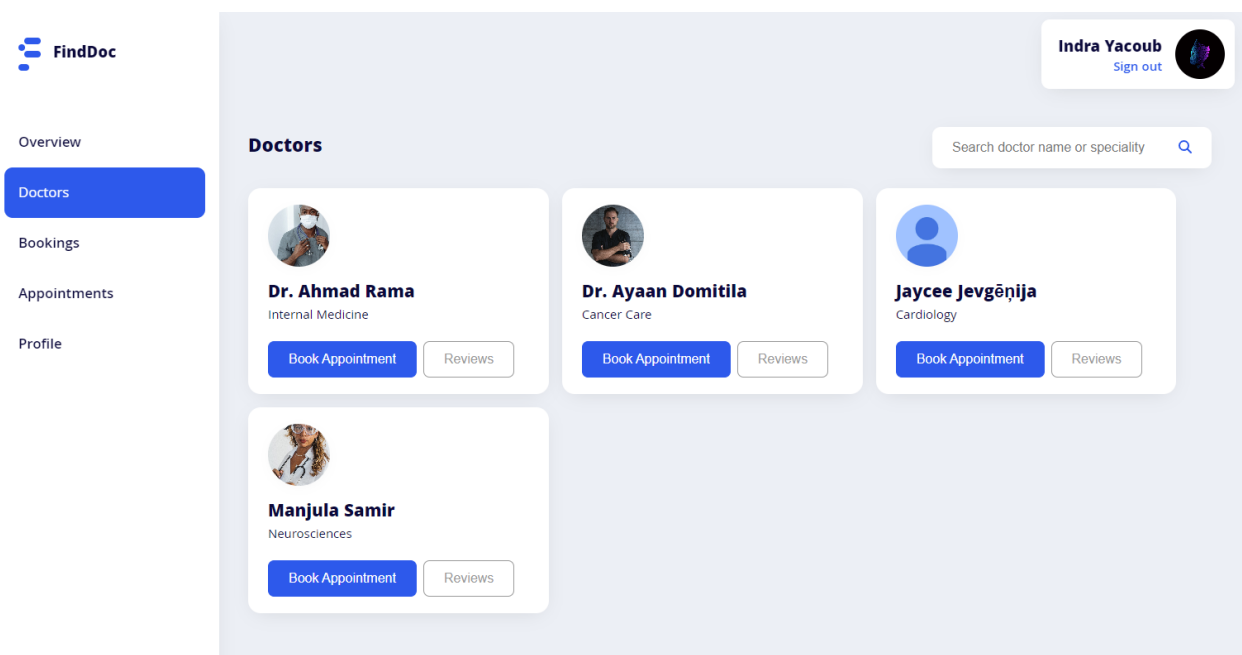 FindDoc
Indra Yacoub
Sign out
Overview
Doctors
Bookings
Appointments
Profile
Doctors
Search doctor name or speciality
Dr. Ahmad Rama
Internal Medicine
Book Appointment
Reviews
Dr. Ayaan Domitila
Cancer Care
Book Appointment
Reviews
Jaycee Jevgēņija
Cardiology
Book Appointment
Reviews
Manjula Samir
Neurosciences
Book Appointment
Reviews